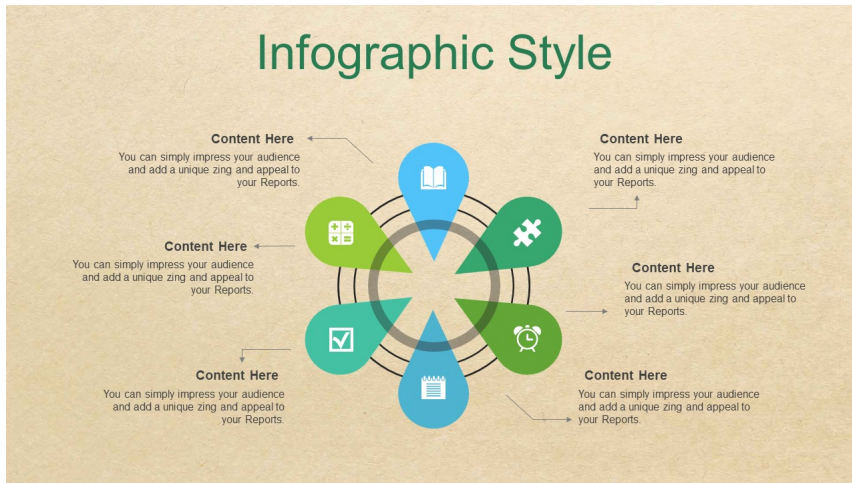 Infographic Style
Content Here
You can simply impress your audience
and add a unique zing and appeal to
your Reports.
Content Here
You can simply impress your audience
and add a unique zing and appeal to
your Reports.
Content Here
You can simply impress your audience
and add a unique zing and appeal to
your Reports.
Content Here
You can simply impress your audience
and add a unique zing and appeal to
your Reports.
Content Here
You can simply impress your audience
and add a unique zing and appeal to
your Reports.
Content Here
You can simply impress your audience
and add a unique zing and appeal to
your Reports.